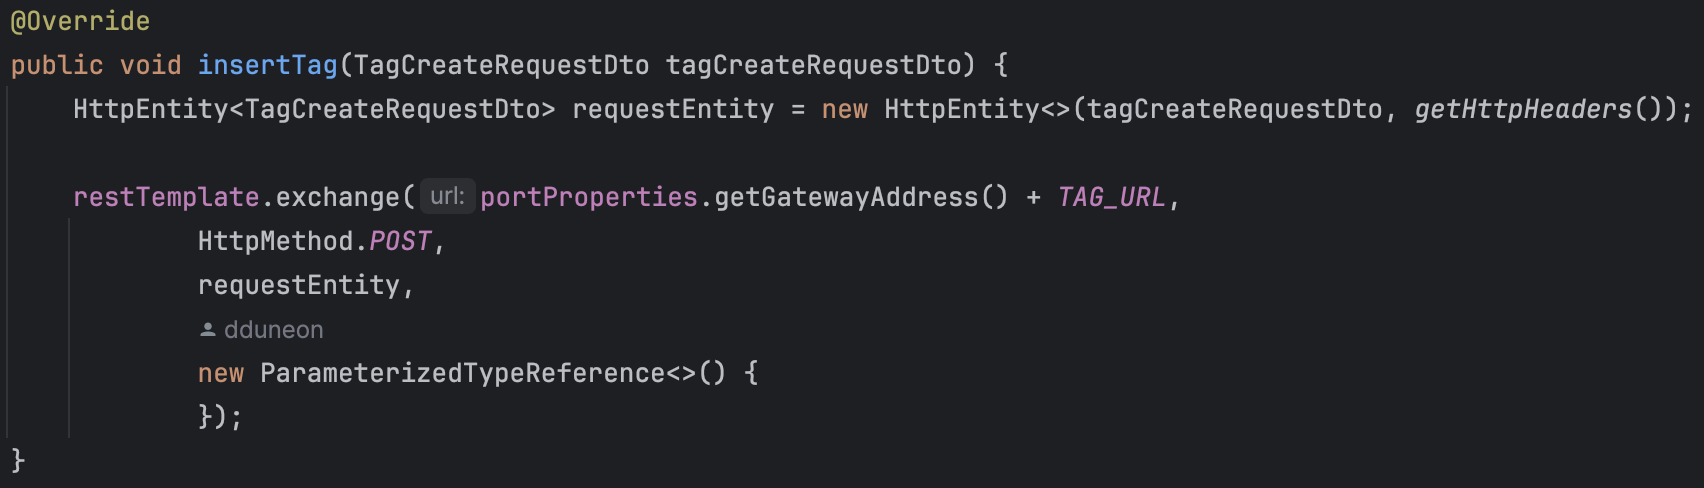 @Override
public void insertTag(TagCreateRequestDto tagCreateRequestDto) {
HttpEntity<TagCreateRequestDto> requestEntity = new HttpEntity<>(tagCreateRequestDto, getHttpHeaders());
restTemplate.exchange( url: portProperties.getGatewayAddress() + TAG_URL,
HttpMethod.POST,
requestEntity,
dduneon
new ParameterizedTypeReference<>() {
});
}